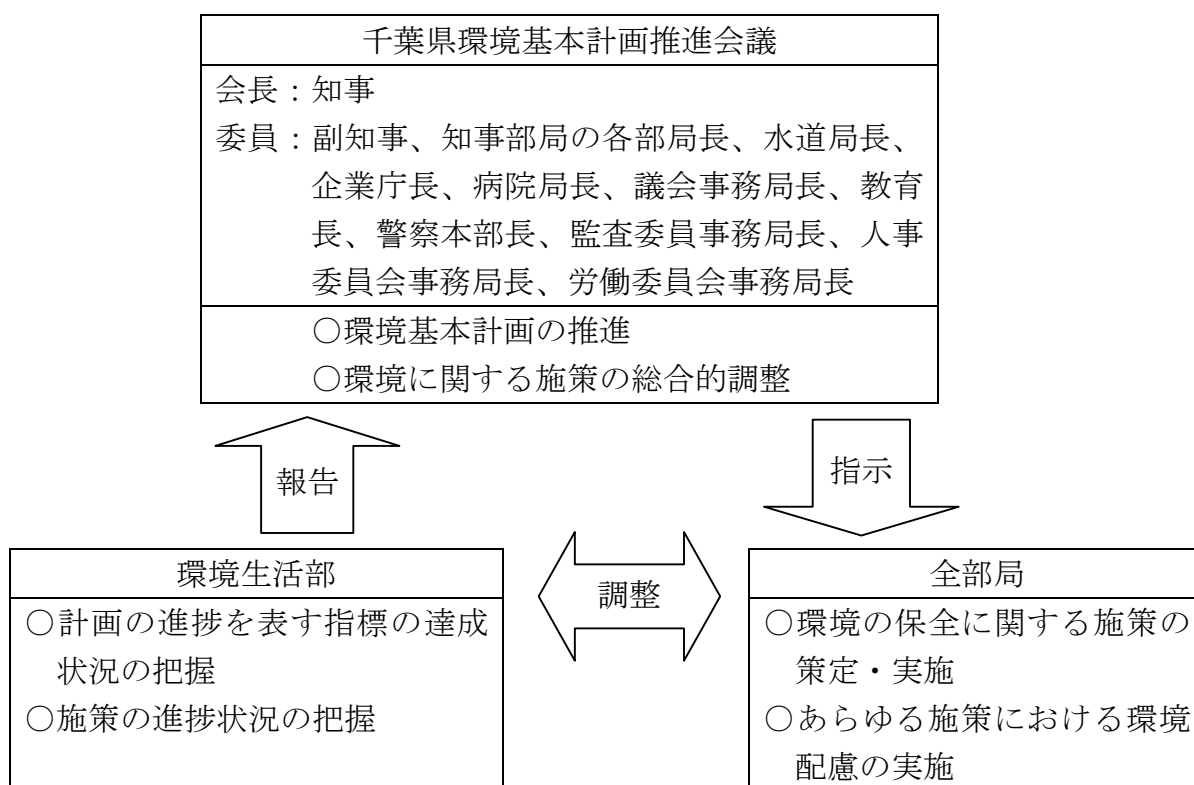 千葉県環境基本計画推進会議
会長：知事
委員：副知事、知事部局の各部局長、水道局長、
企業庁長、病院局長、議会事務局長、教育
長、警察本部長、監査委員事務局長、人事
委員会事務局長、労働委員会事務局長
○環境基本計画の推進
○環境に関する施策の総合的調整
報告
指示
環境生活部
○計画の進捗を表す指標の達成
状況の把握
○施策の進捗状況の把握
調整
全部局
○環境の保全に関する施策の
策定・実施
○あらゆる施策における環境
配慮の実施